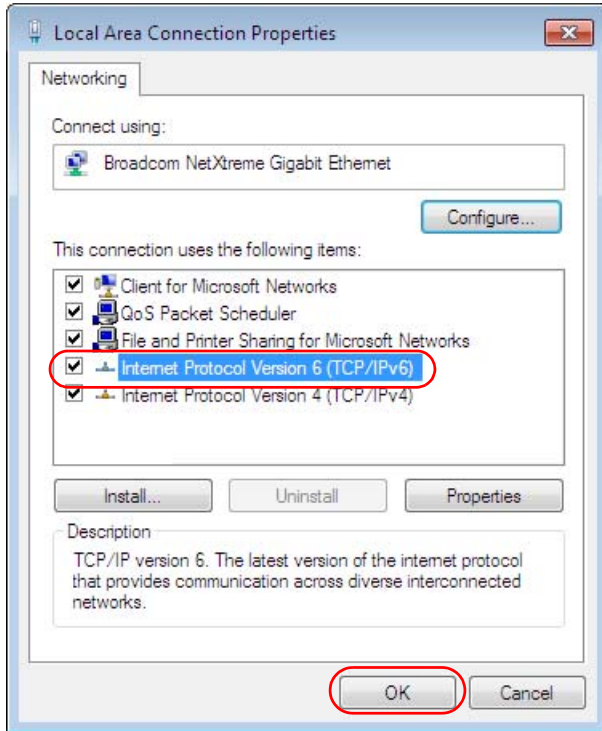 Local Area Connection Properties
Networking
Connect using:
Broadcom NetXtreme Gigabit Ethernet
Configure...
This connection uses the following items:
Client for Microsoft Networks
QoS Packet Scheduler
File and Printer Sharing for Microsoft Networks
Internet Protocol Version 6 (TCP/IPv6)
Internet Protocol Version 4 (TCP/IPv4)
Install... Uninstall Properties
Description
TCP/IP version 6. The latest version of the internet protocol
that provides communication across diverse interconnected
networks.
OK Cancel